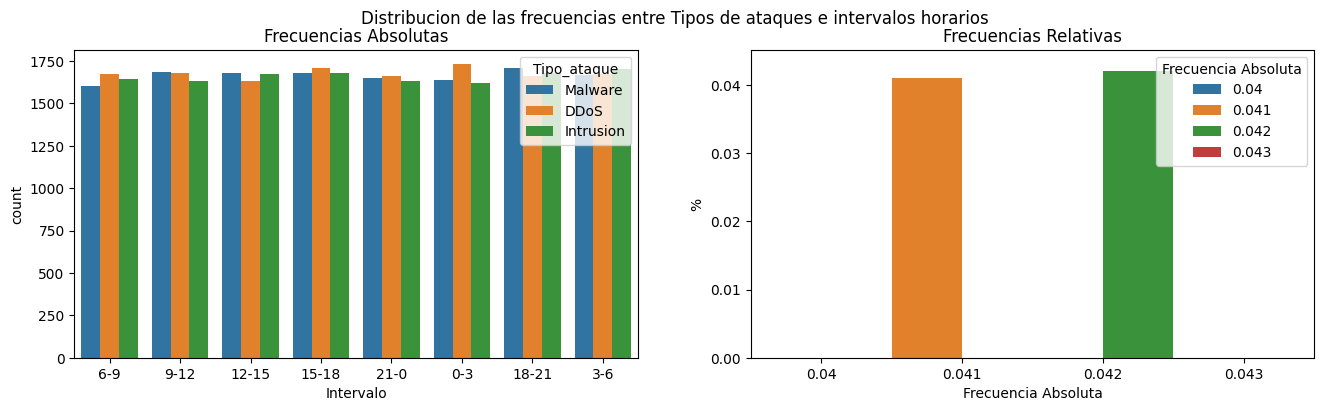 Distribucion de las frecuencias entre Tipos de ataques e intervalos horarios
Frecuencias Absolutas
1750
1500
1250
1000
750
500
250
0
count
6-9 9-12 12-15 15-18 21-0 0-3 18-21 3-6
Intervalo
Tipo_ataque
Malware
DDoS
Intrusion
Frecuencias Relativas
0.04
0.03
0.02
0.01
0.00
%
0.04 0.041 0.042 0.043
Frecuencia Absoluta
Frecuencia Absoluta
0.04
0.041
0.042
0.043